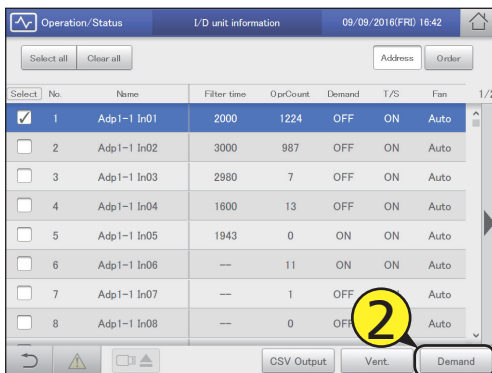 Operation/Status I/D unit information 09/09/2016(FRI) 16:42
Select all Clear all Address Order
Select No. Name Filter time OprCount Demand T/S Fan 1/2
1 Adp1-1 In01 2000 1224 OFF ON Auto
2 Adp1-1 In02 3000 987 OFF ON Auto
3 Adp1-1 In03 2980 7 OFF ON Auto
4 Adp1-1 In04 1600 13 OFF ON Auto
5 Adp1-1 In05 1943 0 ON ON Auto
6 Adp1-1 In06 -- 11 ON ON Auto
7 Adp1-1 In07 -- 1 OFF Auto
8 Adp1-1 In08 -- 0 OFF Auto
2
CSV Output Vent. Demand